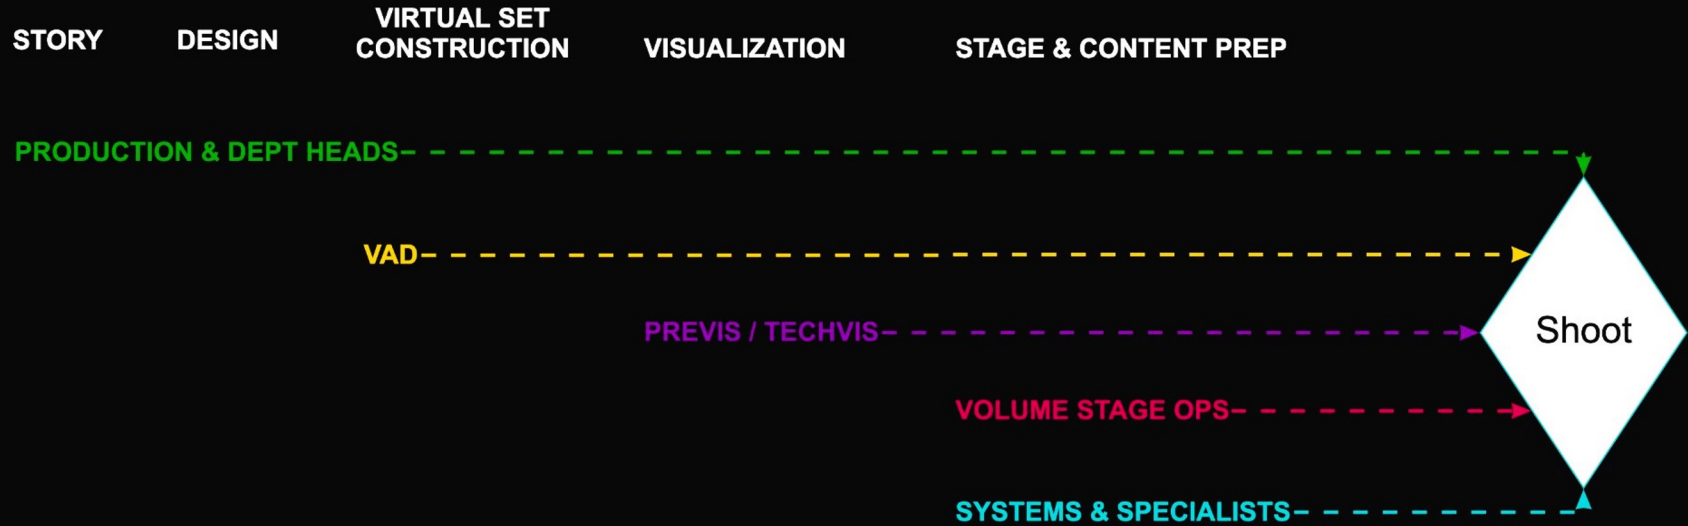 STORY
DESIGN
VIRTUAL SET
CONSTRUCTION
VISUALIZATION
STAGE & CONTENT PREP
PRODUCTION & DEPT HEADS
VAD
PREVIS / TECHVIS
Shoot
VOLUME STAGE OPS
SYSTEMS & SPECIALISTS